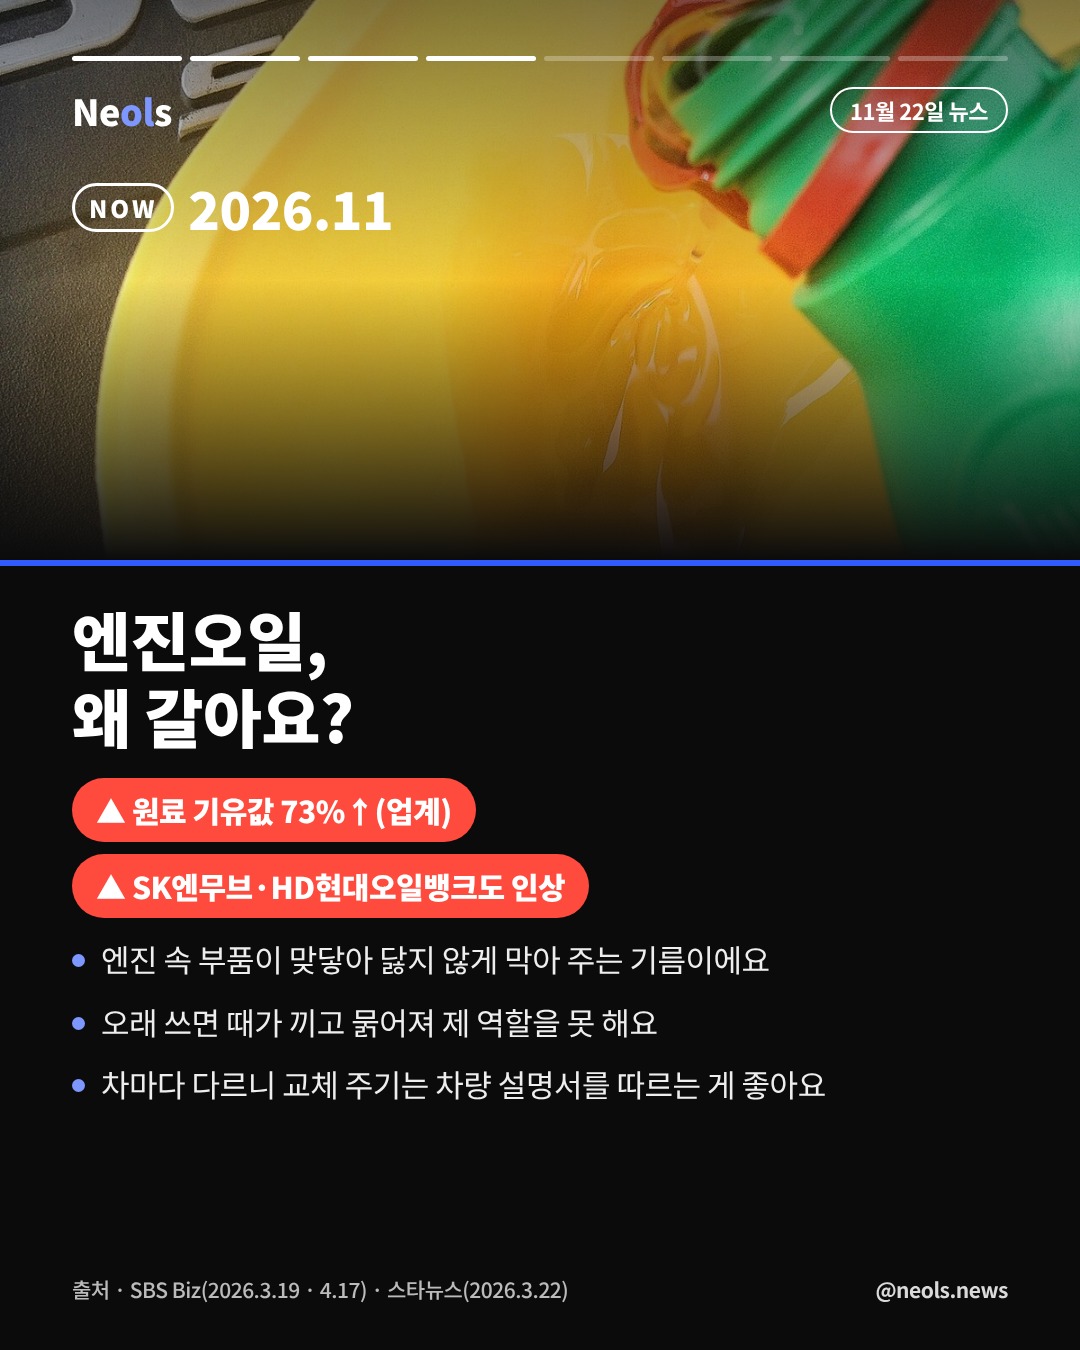 Neols
11월 22일 뉴스
NOW 2026.11
엔진오일,
왜 갈아요?
▲ 원료 기유값 73%↑(업계)
▲ SK엔무브·HD현대오일뱅크도 인상
엔진 속 부품이 맞닿아 닳지 않게 막아 주는 기름이에요
오래 쓰면 때가 끼고 묽어져 제 역할을 못 해요
차마다 다르니 교체 주기는 차량 설명서를 따르는 게 좋아요
출처 · SBS Biz(2026.3.19 · 4.17) · 스타뉴스(2026.3.22)
@neols.news